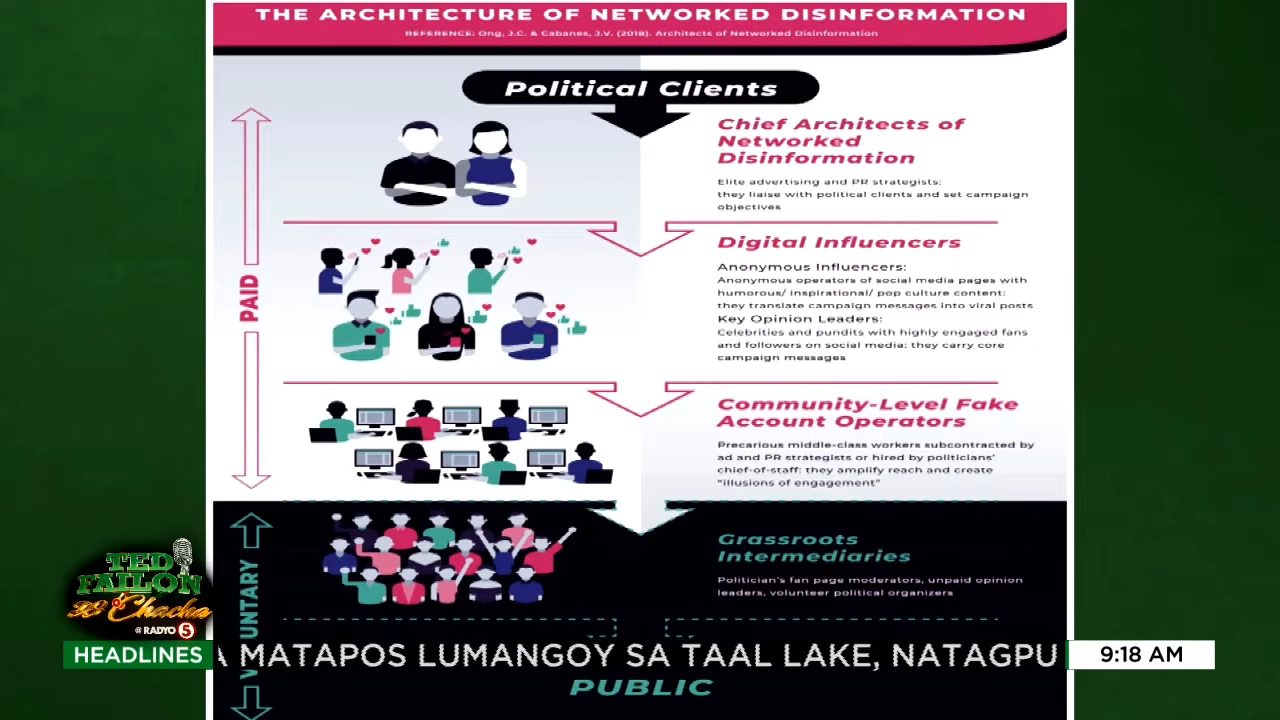 THE ARCHITECTURE OF NETWORKED DISINFORMATION
REFERENCE: Ong, J.C. & Cabanes, J.V. (2018). Architects of Networked Disinformation
Political Clients
Chief Architects of
Networked
Disinformation
Elite advertising and PR strategists:
they liaise with political clients and set campaign
objectives
Digital Influencers
Anonymous Influencers:
Anonymous operators of social media pages with
humorous/ inspirational/ pop culture content:
they translate campaign messages into viral posts
Key Opinion Leaders:
Celebrities and pundits with highly engaged fans
and followers on social media: they carry core
campaign messages
PAID
Community-Level Fake
Account Operators
Precarious middle-class workers subcontracted by
ad and PR strategists or hired by politicians'
chief-of-staff: they amplify reach and create
"illusions of engagement"
Grassroots
Intermediaries
Politician's fan page moderators, unpaid opinion
leaders, volunteer political organizers
V UNTARY
TED
FAILON
@ Chacha
@ RADYO 5
HEADLINES
A MATAPOS LUMANGOY SA TAAL LAKE, NATAGPU
9:18 AM
PUBLIC